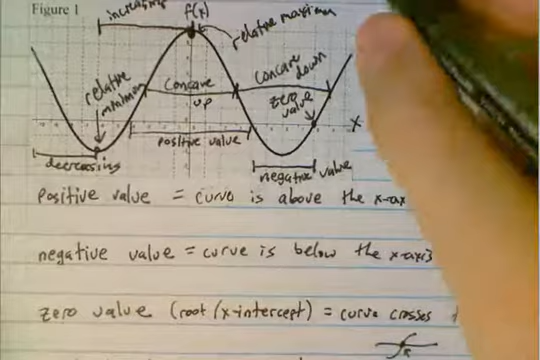 Figure 1
increasing
f(x)
relative maximum
relative
minimum
concave
up
concave
down
zero
value
x
positive value
decreasing
negative value
positive value = curve is above the x-ax
negative value = curve is below the x-axis
zero value (root/x-intercept) = curve crosses